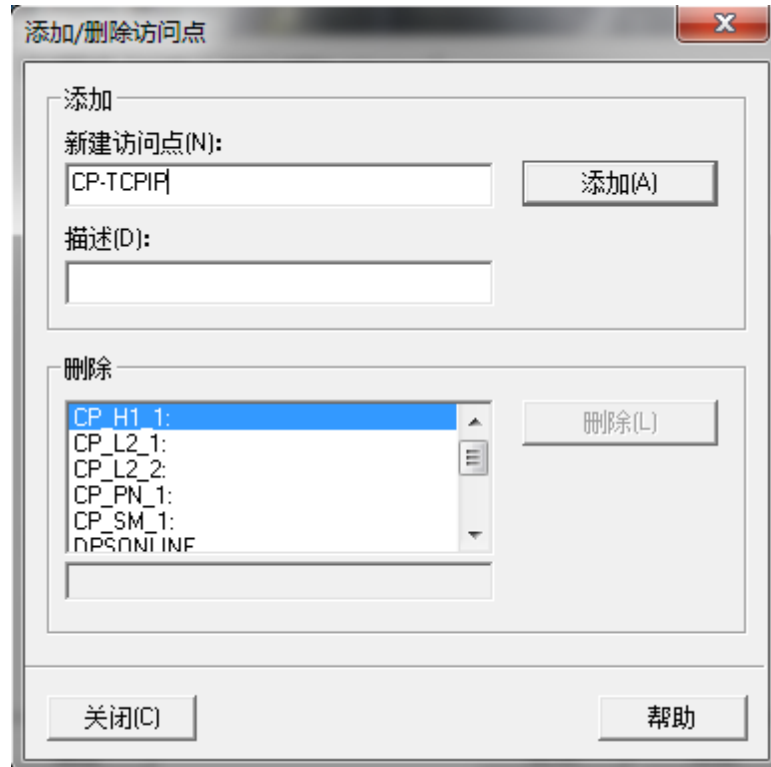 添加/删除访问点
添加
新建访问点(N):
CP-TCPIP
添加(A)
描述(D):
删除
CP_H1_1:
删除(L)
CP_L2_1:
CP_L2_2:
CP_PN_1:
CP_SM_1:
DPSONLINE
关闭(C)
帮助